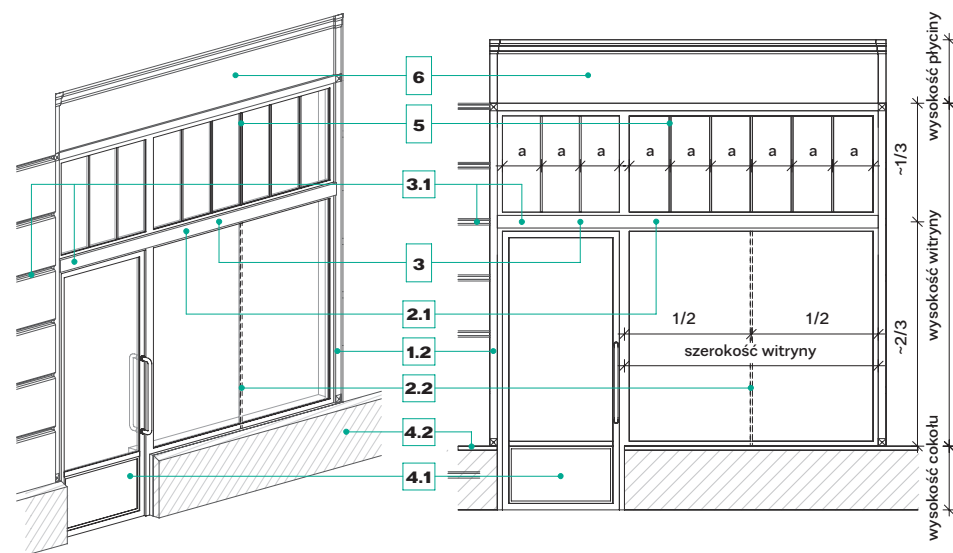 6
5
3.1
3
2.1
1.2
2.2
4.2
4.1
a a a a a a a a a
1/2 1/2
szerokość witryny
~1/3
~2/3
wysokość płyciny
wysokość witryny
wysokość cokołu